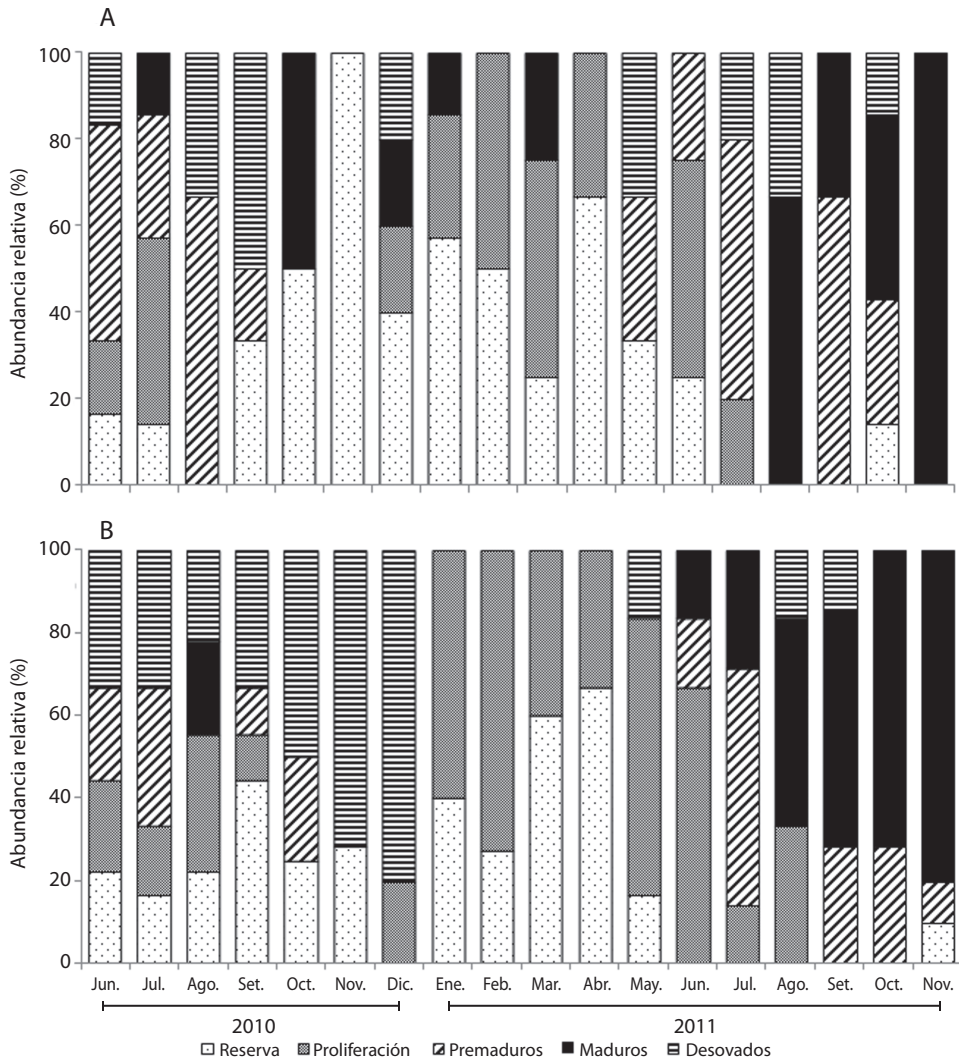 A
Abundancia relativa (%)
100
80
60
40
20
0
B
Abundancia relativa (%)
100
80
60
40
20
0
Jun. Jul. Ago. Set. Oct. Nov. Dic. Ene. Feb. Mar. Abr. May. Jun. Jul. Ago. Set. Oct. Nov.
2010 2011
Reserva Proliferación Premaduros Maduros Desovados